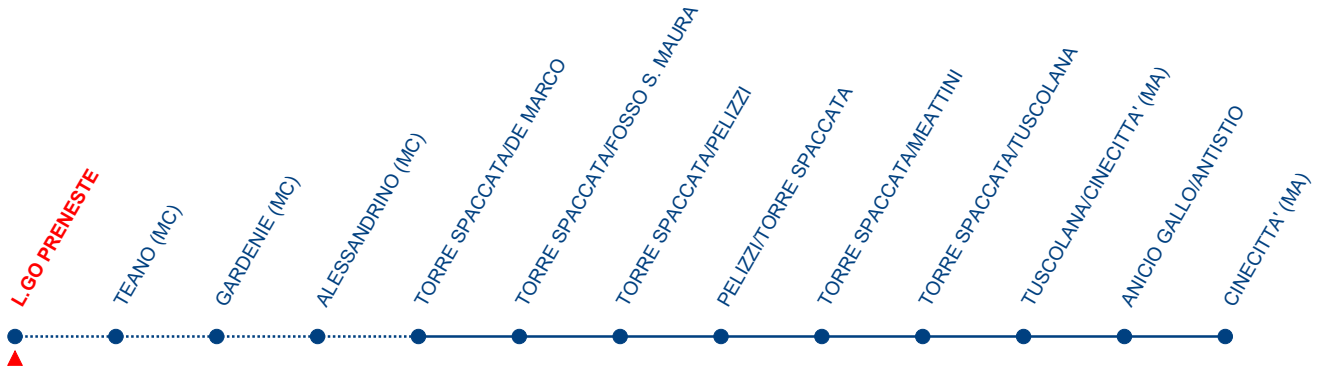 L.GO PRENESTE
TEANO (MC)
GARDENIE (MC)
ALESSANDRINO (MC)
TORRE SPACCATA/DE MARCO
TORRE SPACCATA/FOSSO S. MAURA
TORRE SPACCATA/PELIZZI
PELIZZI/TORRE SPACCATA
TORRE SPACCATA/MEATTINI
TORRE SPACCATA/TUSCOLANA
TUSCOLANA/CINECITTA' (MA)
ANICIO GALLO/ANTISTIO
CINECITTA' (MA)